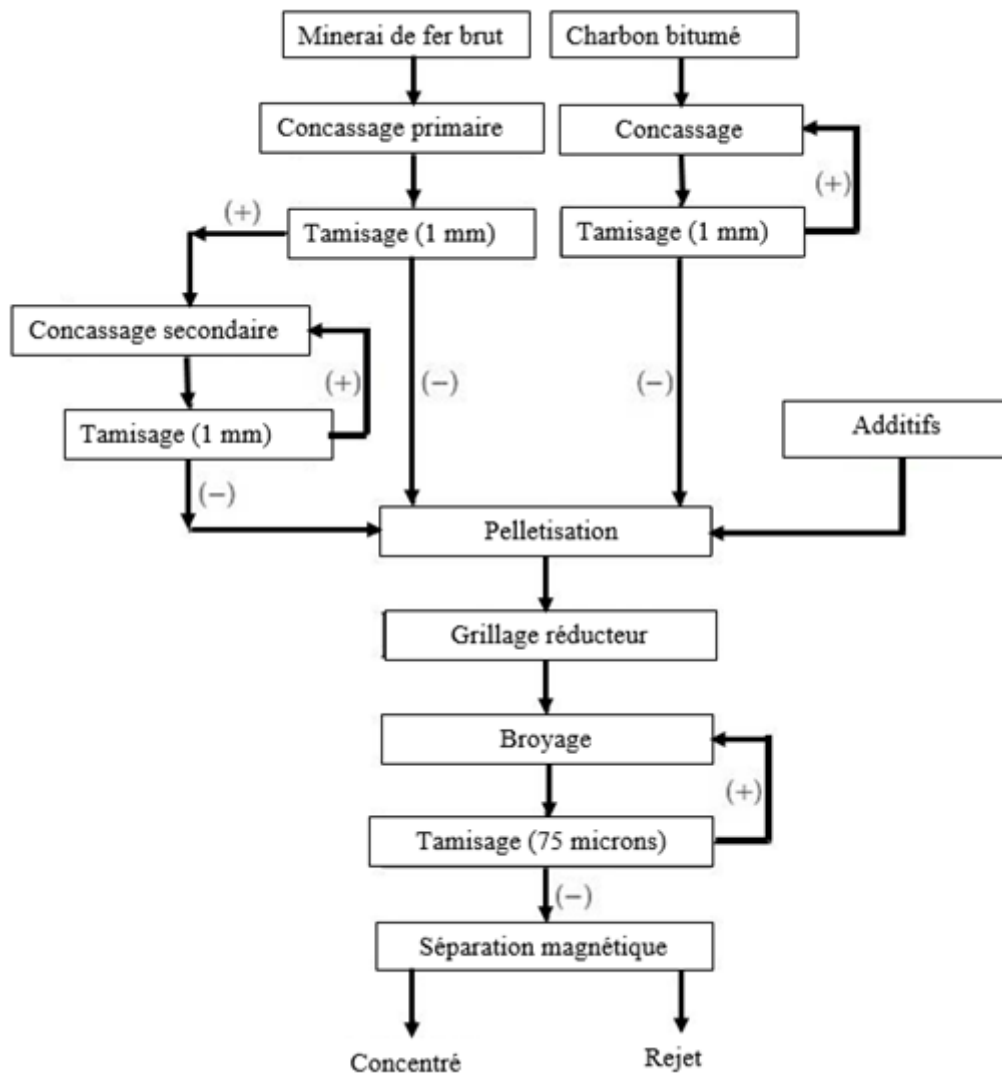 Minerai de fer brut
Charbon bitumé
Concassage primaire
Concassage
(+)
(+)
Tamisage (1 mm)
Tamisage (1 mm)
Concassage secondaire
(+)
(−)
(−)
Tamisage (1 mm)
Additifs
(−)
Pelletisation
Grillage réducteur
Broyage
(+)
Tamisage (75 microns)
(−)
Séparation magnétique
Concentré
Rejet